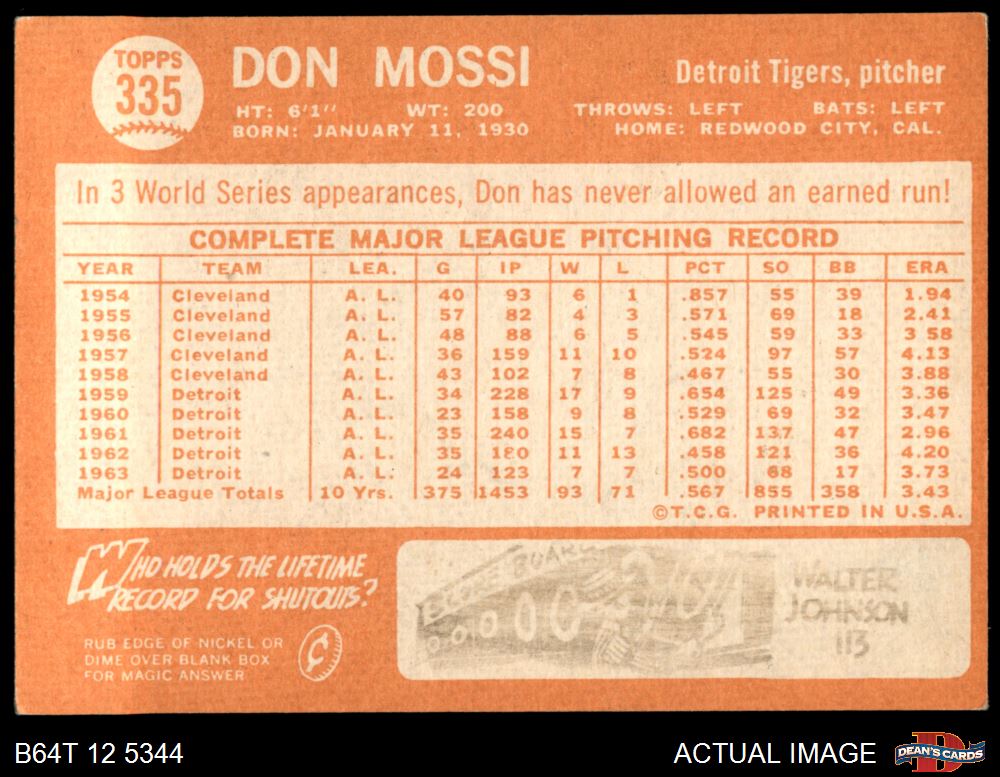 TOPPS
335
DON MOSSI
Detroit Tigers, pitcher
HT: 6'1" WT: 200 THROWS: LEFT BATS: LEFT
BORN: JANUARY 11, 1930 HOME: REDWOOD CITY, CAL.
In 3 World Series appearances, Don has never allowed an earned run!
COMPLETE MAJOR LEAGUE PITCHING RECORD
YEAR TEAM LEA. G IP W L PCT SO BB ERA
1954 Cleveland A. L. 40 93 6 1 .857 55 39 1.94
1955 Cleveland A. L. 57 82 4 3 .571 69 18 2.41
1956 Cleveland A. L. 48 88 6 5 .545 59 33 3 58
1957 Cleveland A. L. 36 159 11 10 .524 97 57 4.13
1958 Cleveland A. L. 43 102 7 8 .467 55 30 3.88
1959 Detroit A. L. 34 228 17 9 .654 125 49 3.36
1960 Detroit A. L. 23 158 9 8 .529 69 32 3.47
1961 Detroit A. L. 35 240 15 7 .682 137 47 2.96
1962 Detroit A. L. 35 180 11 13 .458 121 36 4.20
1963 Detroit A. L. 24 123 7 7 .500 68 17 3.73
Major League Totals 10 Yrs. 375 1453 93 71 .567 855 358 3.43
©T.C.G. PRINTED IN U.S.A.
WHO HOLDS THE LIFETIME
RECORD FOR SHUTOUTS?
RUB EDGE OF NICKEL OR
DIME OVER BLANK BOX
FOR MAGIC ANSWER
¢
SCORE BOARD
00000C
WALTER
JOHNSON
113
B64T 12 5344
ACTUAL IMAGE
DEAN'S CARDS